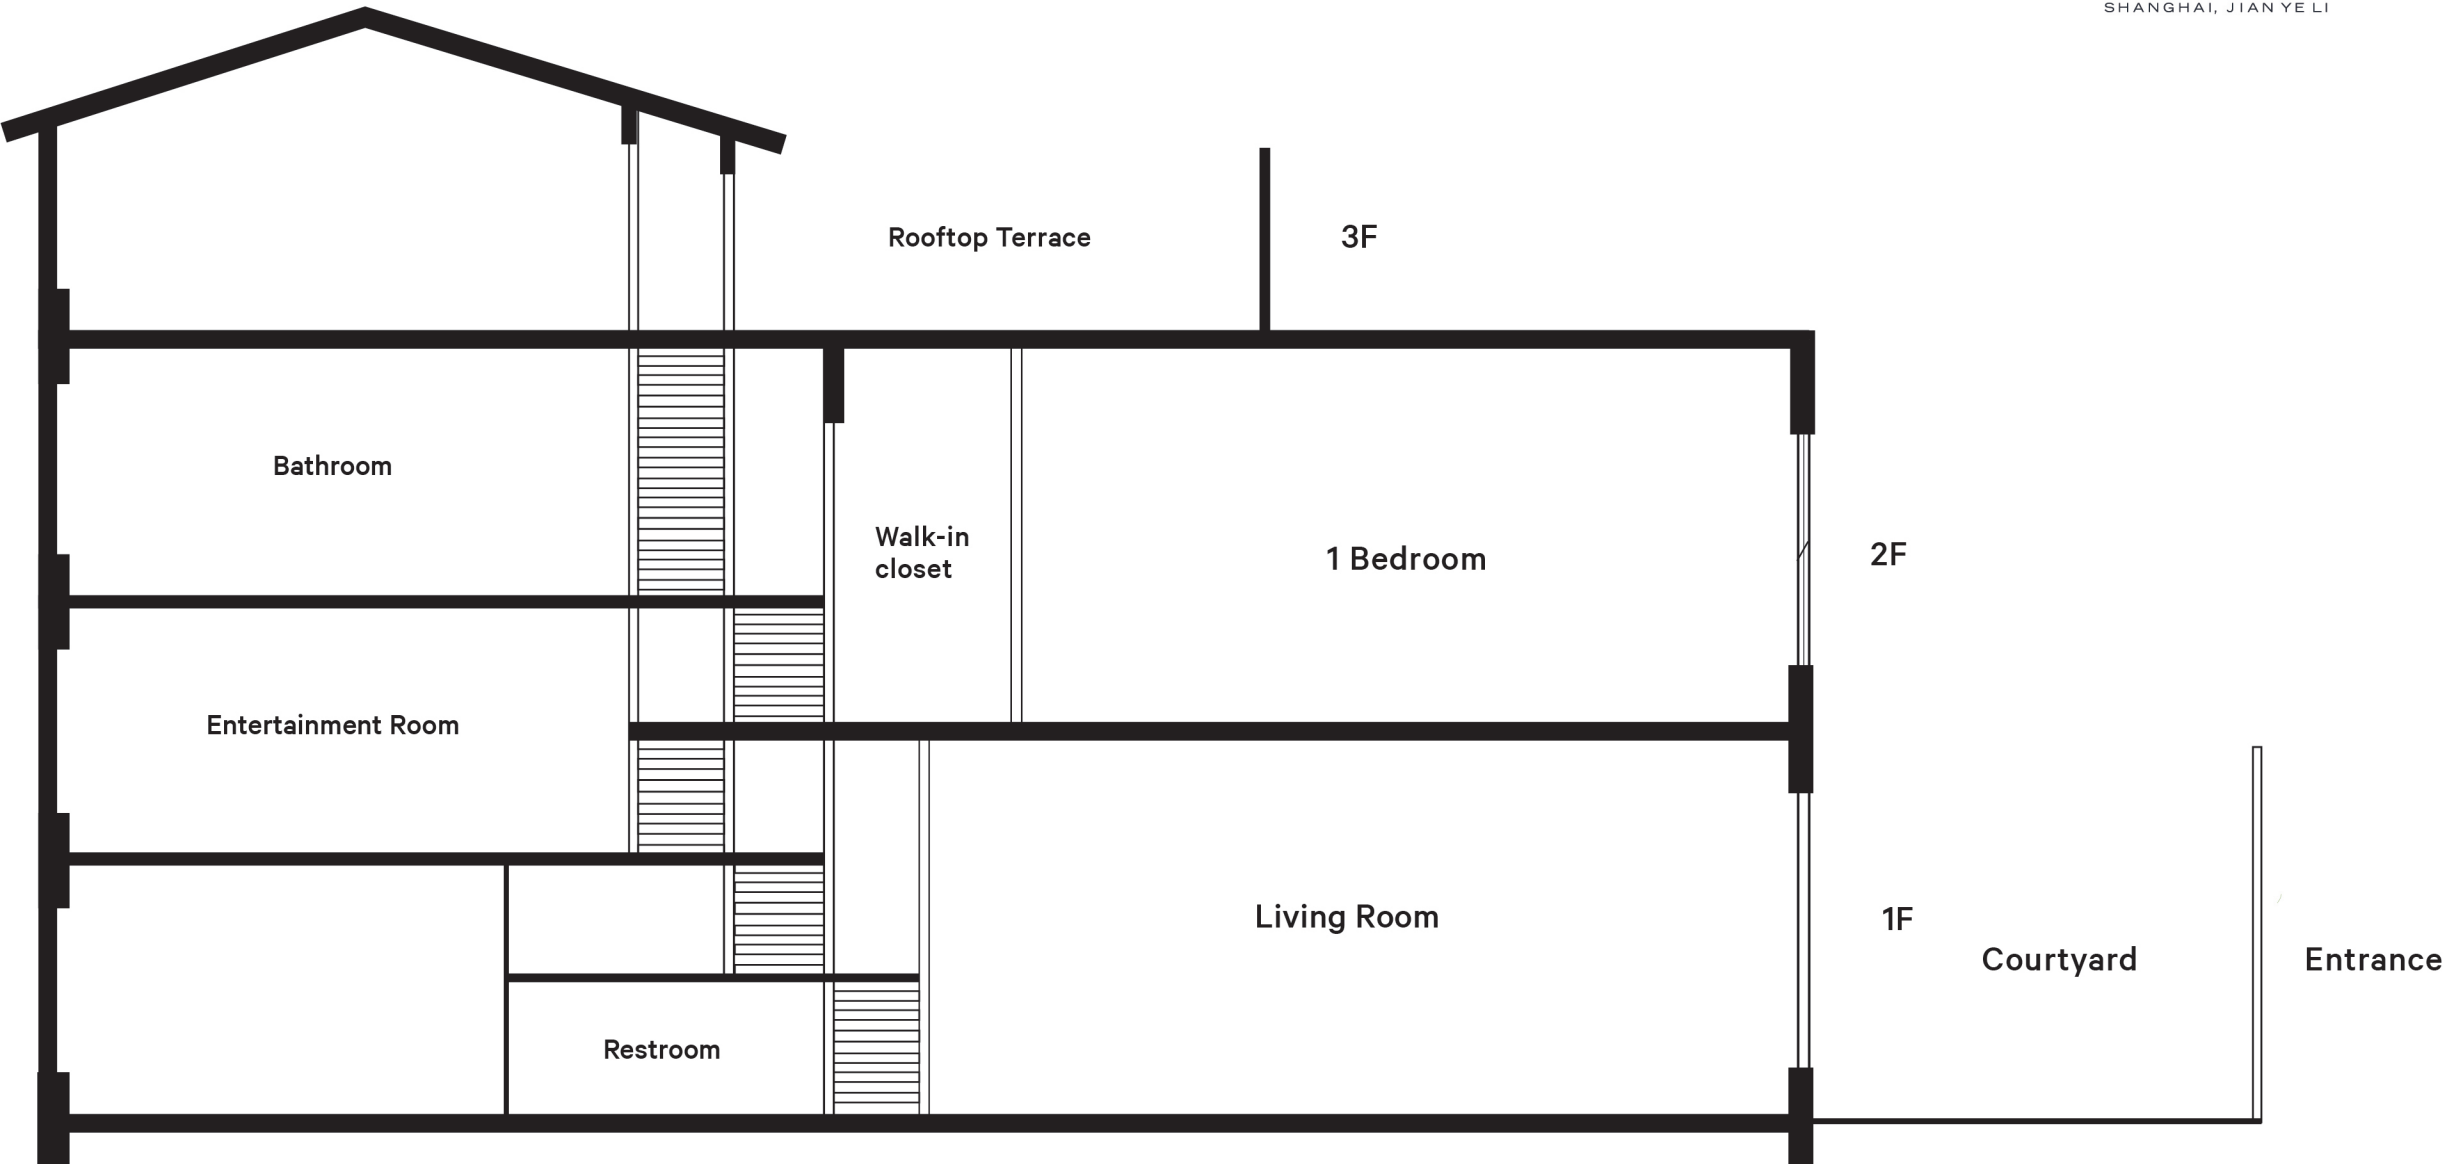 SHANGHAI, JIAN YE LI
Rooftop Terrace
3F
Bathroom
Walk-in
closet
1 Bedroom
2F
Entertainment Room
Living Room
1F
Courtyard
Entrance
Restroom